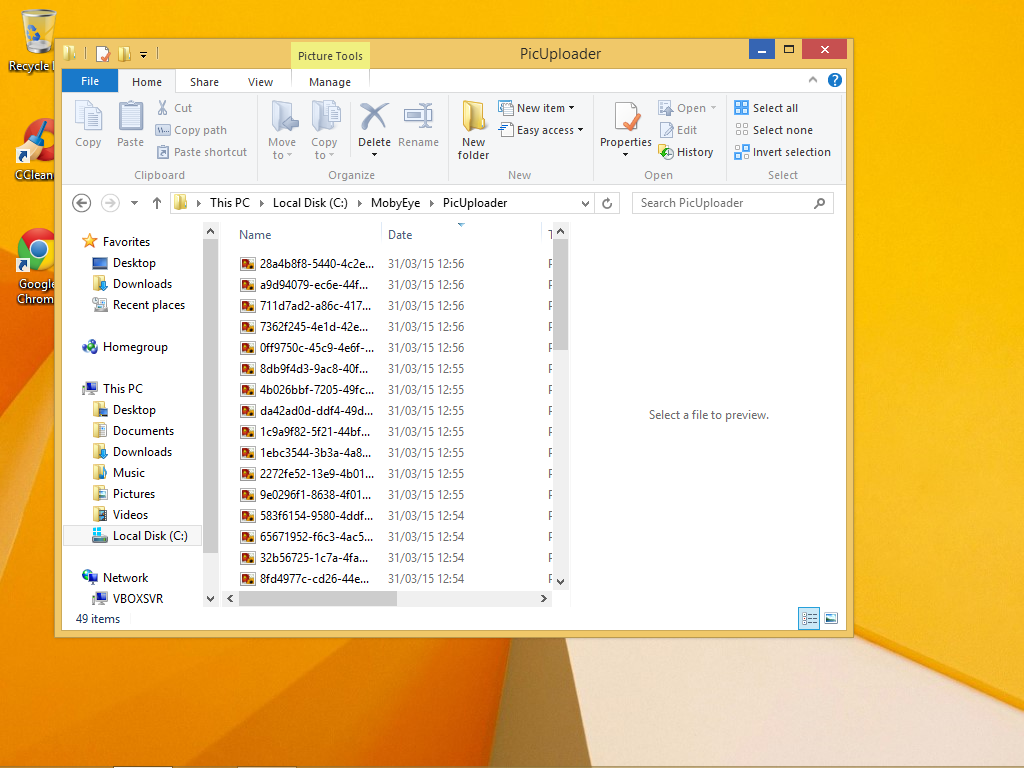 Recycle
CClean
Google
Chrom
Picture Tools
PicUploader
File
Home
Share
View
Manage
Copy
Paste
Cut
Copy path
Paste shortcut
Clipboard
Move
to
Copy
to
Delete
Rename
Organize
New
folder
New item
Easy access
New
Properties
Open
Edit
History
Open
Select all
Select none
Invert selection
Select
This PC
Local Disk (C:)
MobyEye
PicUploader
Search PicUploader
Favorites
Desktop
Downloads
Recent places
Homegroup
This PC
Desktop
Documents
Downloads
Music
Pictures
Videos
Local Disk (C:)
Network
VBOXSVR
Name Date T
28a4b8f8-5440-4c2e... 31/03/15 12:56 P
a9d94079-ec6e-44f... 31/03/15 12:56 P
711d7ad2-a86c-417... 31/03/15 12:56 P
7362f245-4e1d-42e... 31/03/15 12:56 P
0ff9750c-45c9-4e6f-... 31/03/15 12:56 P
8db9f4d3-9ac8-40f... 31/03/15 12:55 P
4b026bbf-7205-49fc... 31/03/15 12:55 P
da42ad0d-ddf4-49d... 31/03/15 12:55 P
1c9a9f82-5f21-44bf... 31/03/15 12:55 P
1ebc3544-3b3a-4a8... 31/03/15 12:55 P
2272fe52-13e9-4b01... 31/03/15 12:55 P
9e0296f1-8638-4f01... 31/03/15 12:55 P
583f6154-9580-4ddf... 31/03/15 12:54 P
65671952-f6c3-4ac5... 31/03/15 12:54 P
32b56725-1c7a-4fa... 31/03/15 12:54 P
8fd4977c-cd26-44e... 31/03/15 12:54 P
Select a file to preview.
49 items